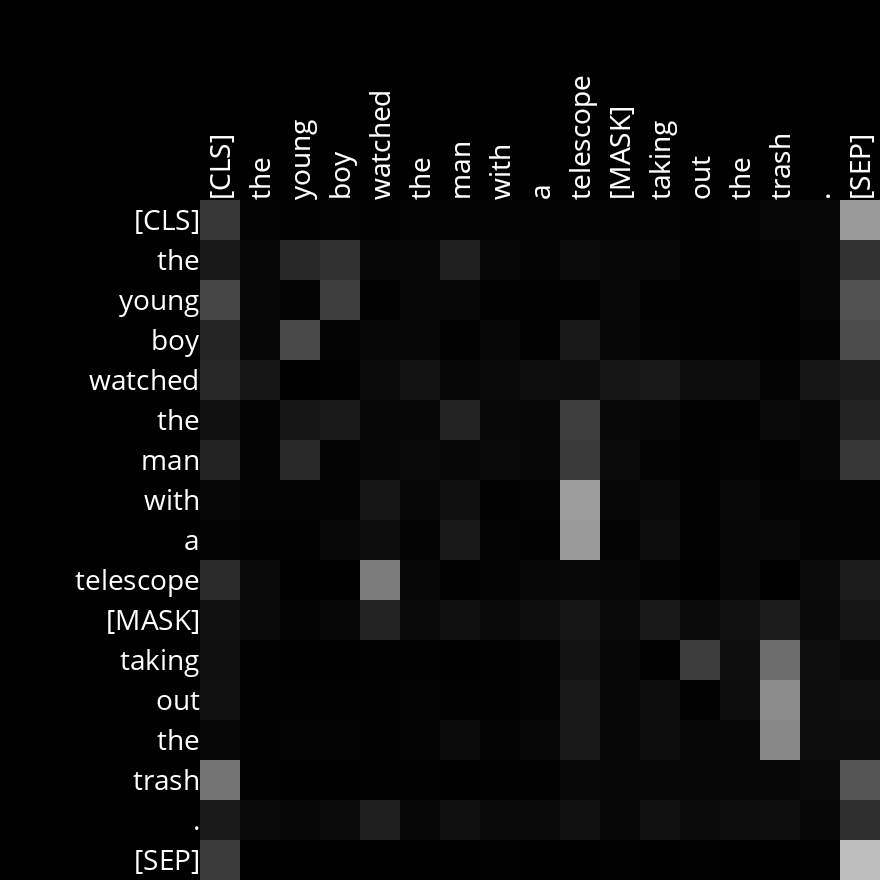 [CLS] the young boy watched the man with a telescope [MASK] taking out the trash . [SEP]
[CLS]
the
young
boy
watched
the
man
with
a
telescope
[MASK]
taking
out
the
trash
.
[SEP]